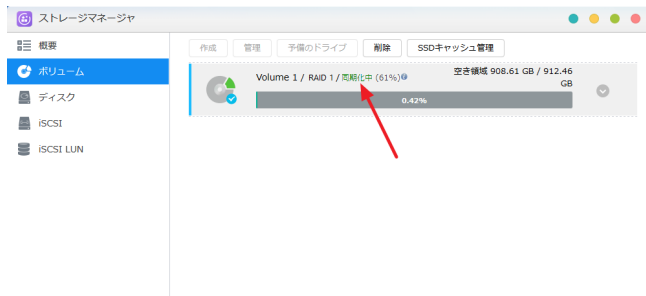 ストレージマネージャ
概要
ボリューム
ディスク
iSCSI
iSCSI LUN
作成 管理 予備のドライブ 削除 SSDキャッシュ管理
Volume 1 / RAID 1 / 同期化中 (61%)
空き領域 908.61 GB / 912.46
GB
0.42%